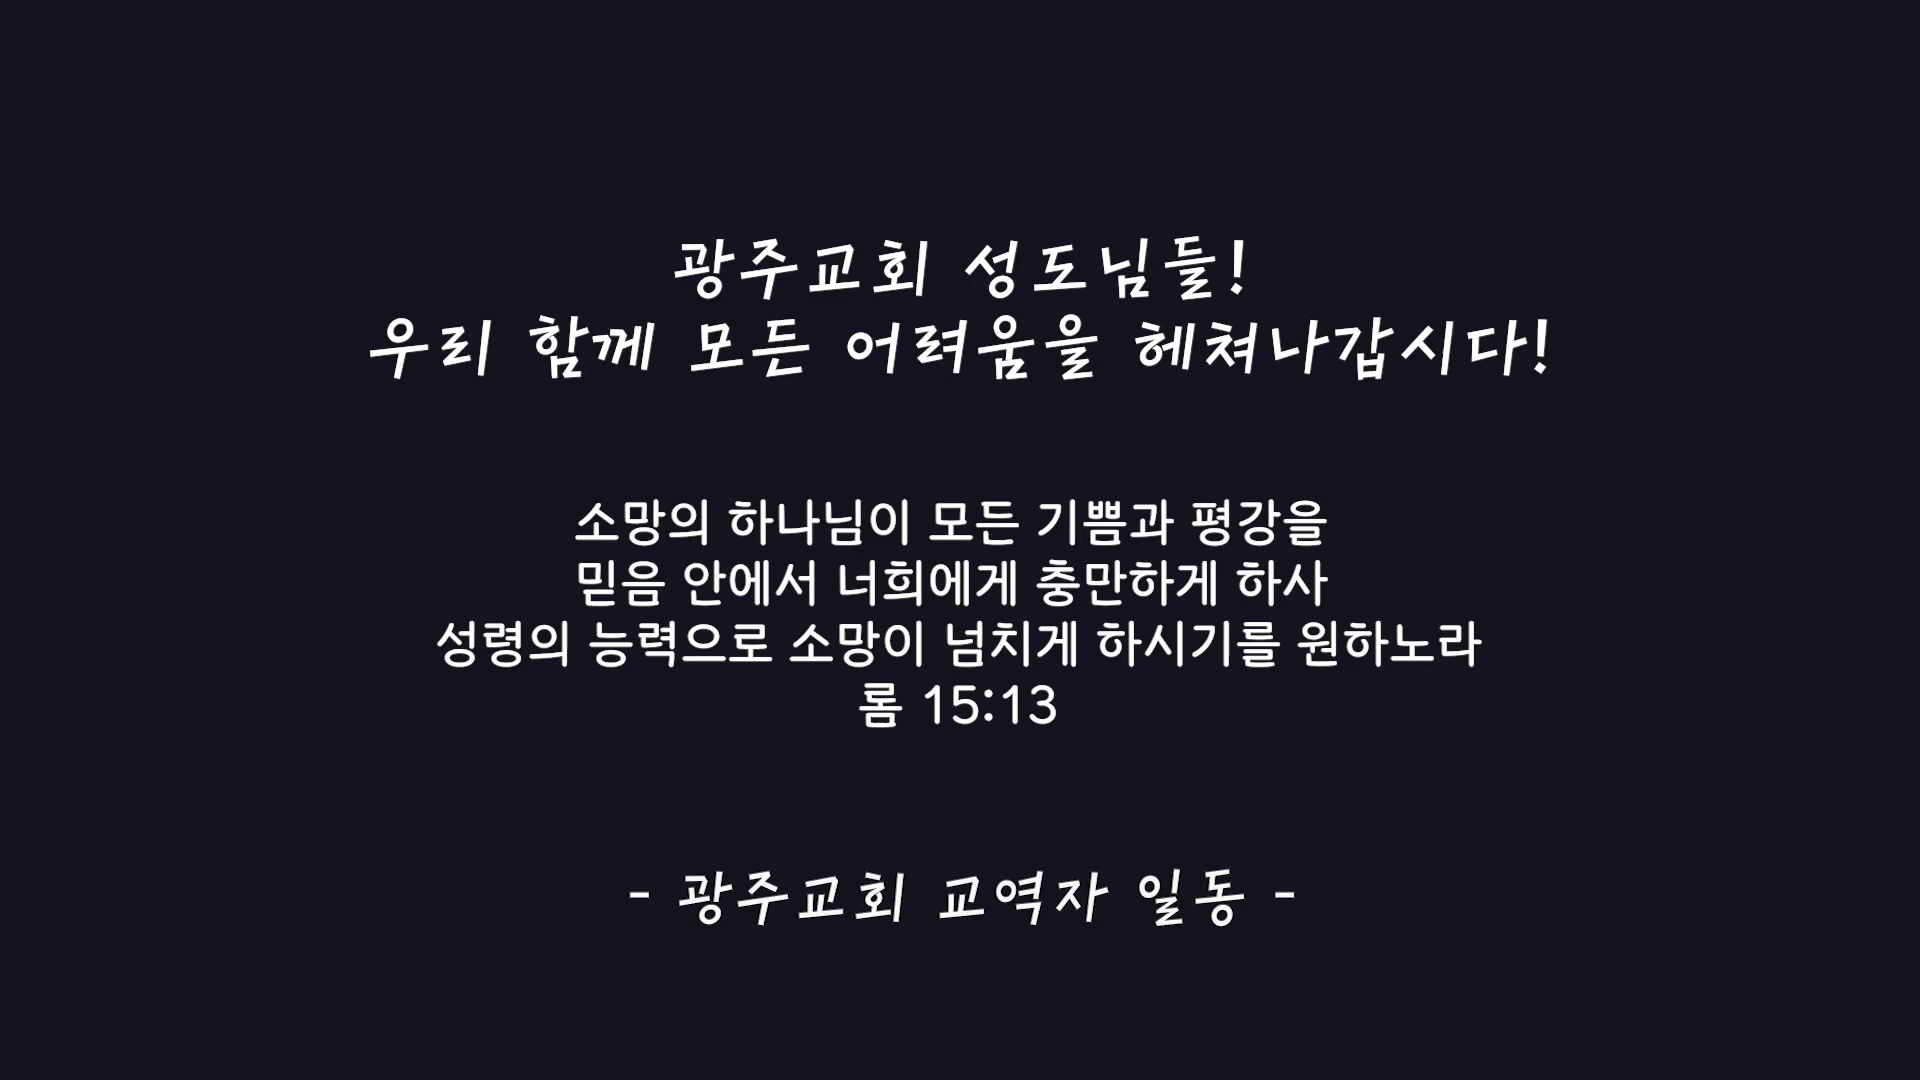 광주교회 성도님들!
우리 함께 모든 어려움을 헤쳐나갑시다!
소망의 하나님이 모든 기쁨과 평강을
믿음 안에서 너희에게 충만하게 하사
성령의 능력으로 소망이 넘치게 하시기를 원하노라
롬 15:13
- 광주교회 교역자 일동 -